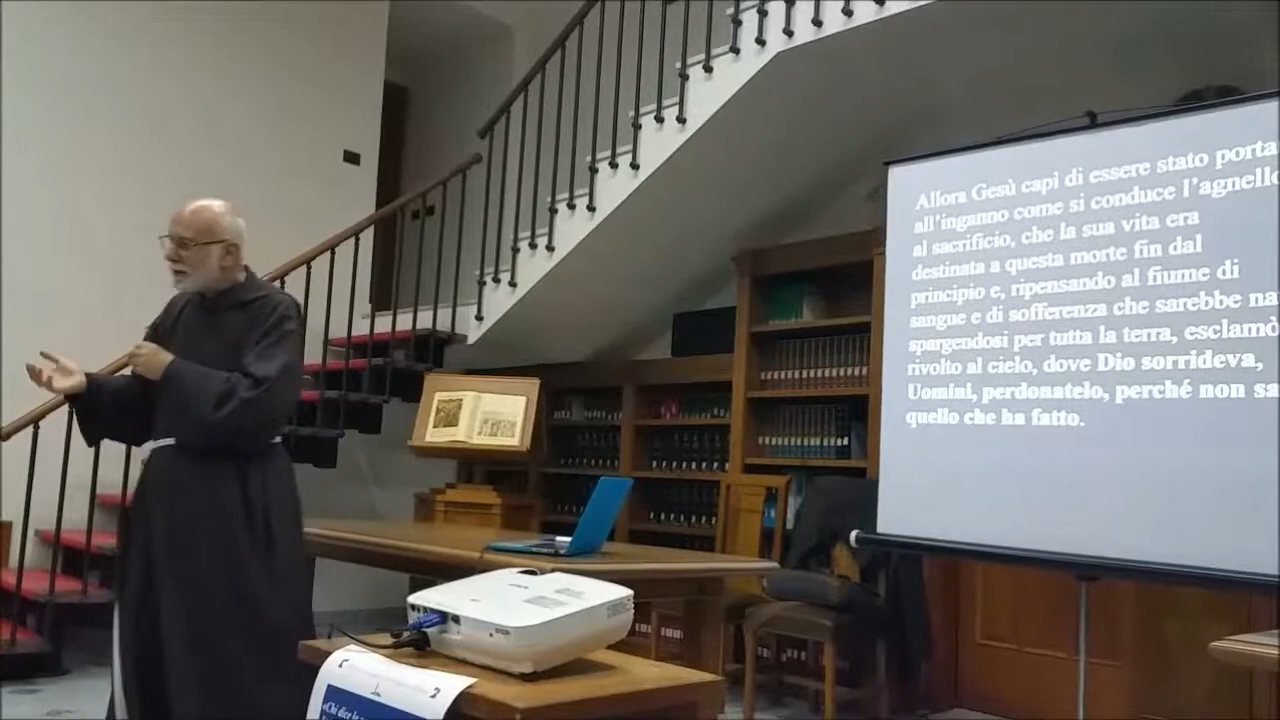 Allora Gesù capì di essere stato porta
all'inganno come si conduce l'agnello
al sacrificio, che la sua vita era
destinata a questa morte fin dal
principio e, ripensando al fiume di
sangue e di sofferenza che sarebbe na
spargendosi per tutta la terra, esclamò
rivolto al cielo, dove Dio sorrideva,
Uomini, perdonatelo, perché non sa
quello che ha fatto.
«Chi dice